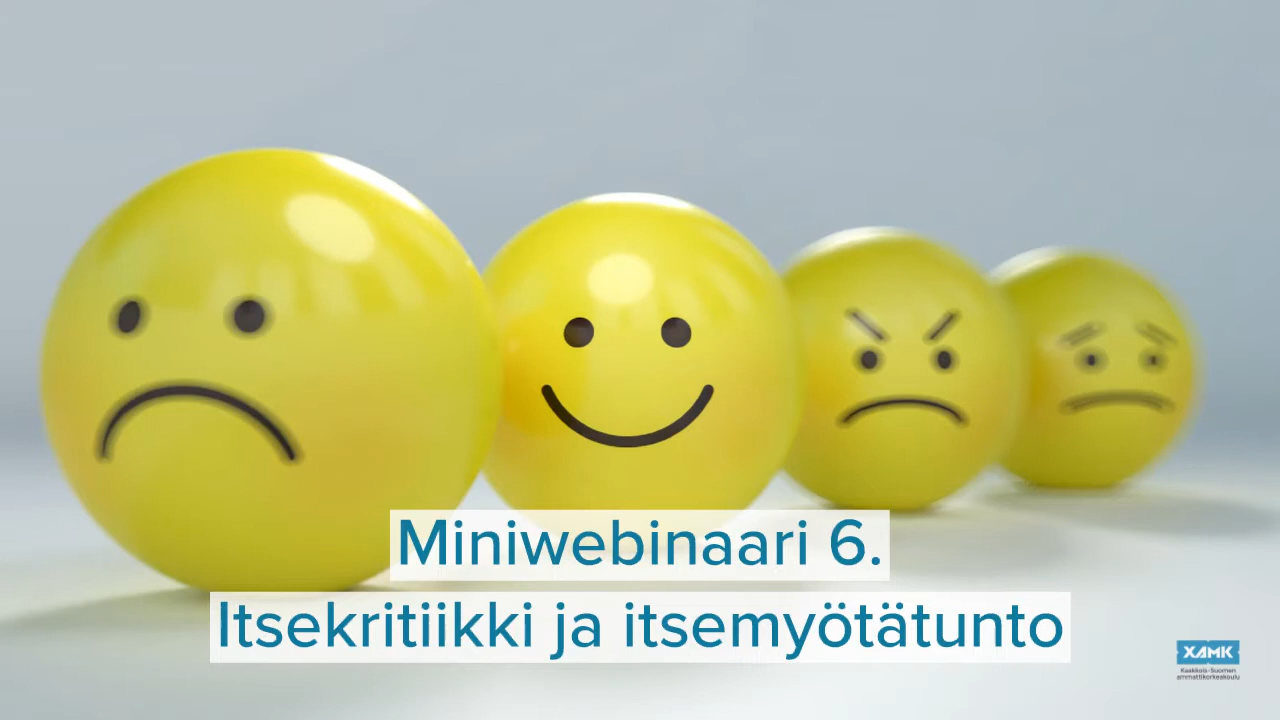 Miniwebinaari 6.
Itsekritiikki ja itsemyötätunto
XAMK
Kaakkois-Suomen
ammattikorkeakoulu